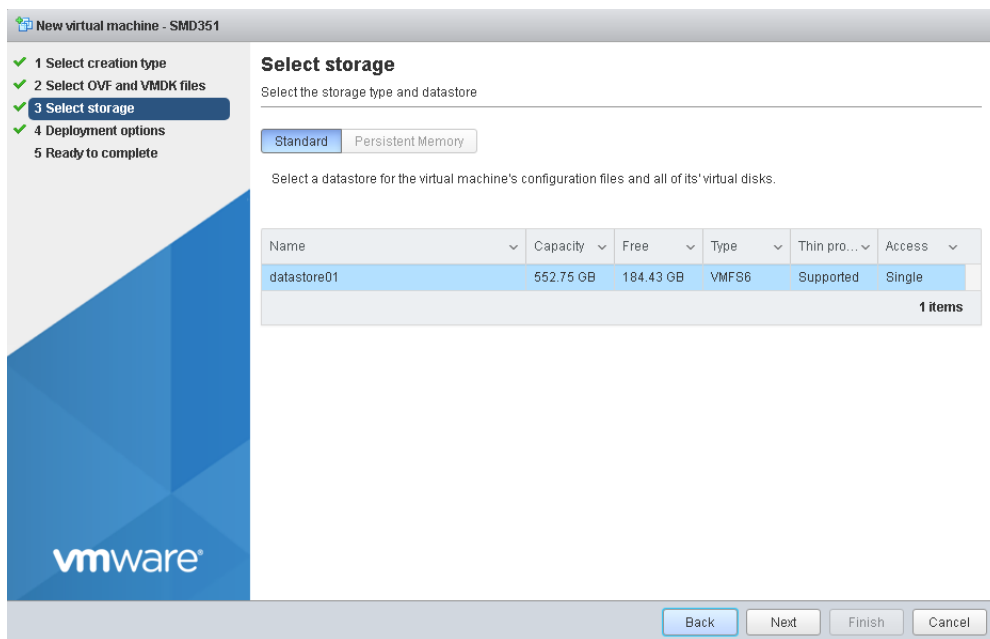 New virtual machine - SMD351
1 Select creation type
2 Select OVF and VMDK files
3 Select storage
4 Deployment options
5 Ready to complete
vmware®
Select storage
Select the storage type and datastore
Standard Persistent Memory
Select a datastore for the virtual machine's configuration files and all of its' virtual disks.
Name Capacity Free Type Thin pro... Access
datastore01 552.75 GB 184.43 GB VMFS6 Supported Single
1 items
Back Next Finish Cancel